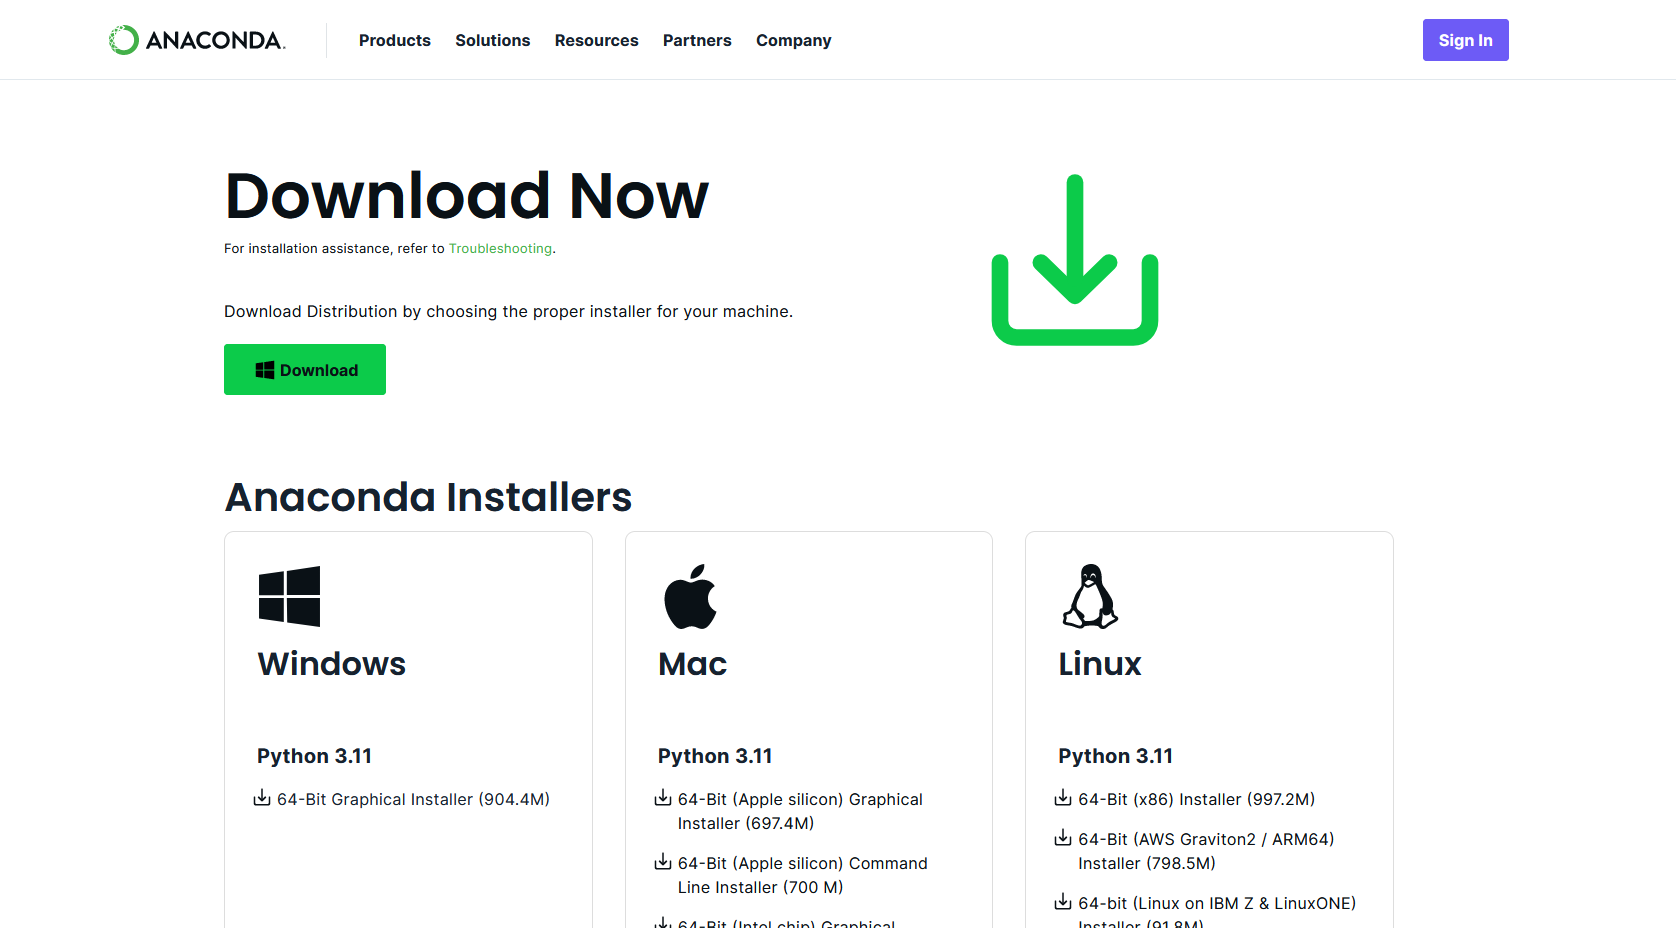 ANACONDA.
Products Solutions Resources Partners Company
Sign In
Download Now
For installation assistance, refer to Troubleshooting.
Download Distribution by choosing the proper installer for your machine.
Download
Anaconda Installers
Windows
Python 3.11
64-Bit Graphical Installer (904.4M)
Mac
Python 3.11
64-Bit (Apple silicon) Graphical
Installer (697.4M)
64-Bit (Apple silicon) Command
Line Installer (700 M)
64-Bit (Intel chip) Graphical
Linux
Python 3.11
64-Bit (x86) Installer (997.2M)
64-Bit (AWS Graviton2 / ARM64)
Installer (798.5M)
64-bit (Linux on IBM Z & LinuxONE)
Installer (91.8M)